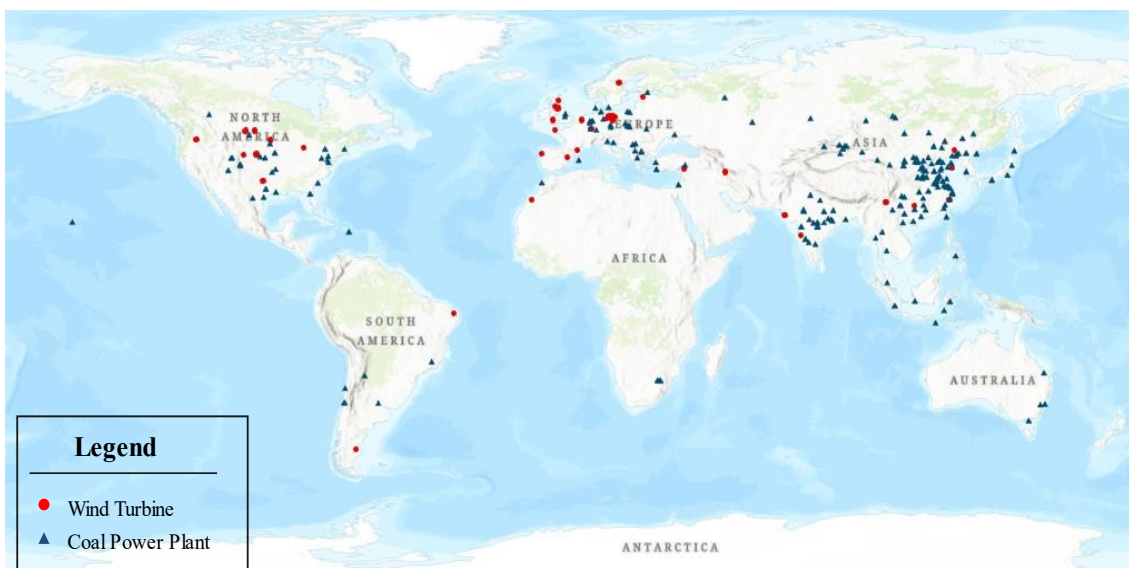 NORTH
AMERICA
EUROPE
ASIA
AFRICA
SOUTH
AMERICA
AUSTRALIA
Legend
Wind Turbine
Coal Power Plant
ANTARCTICA